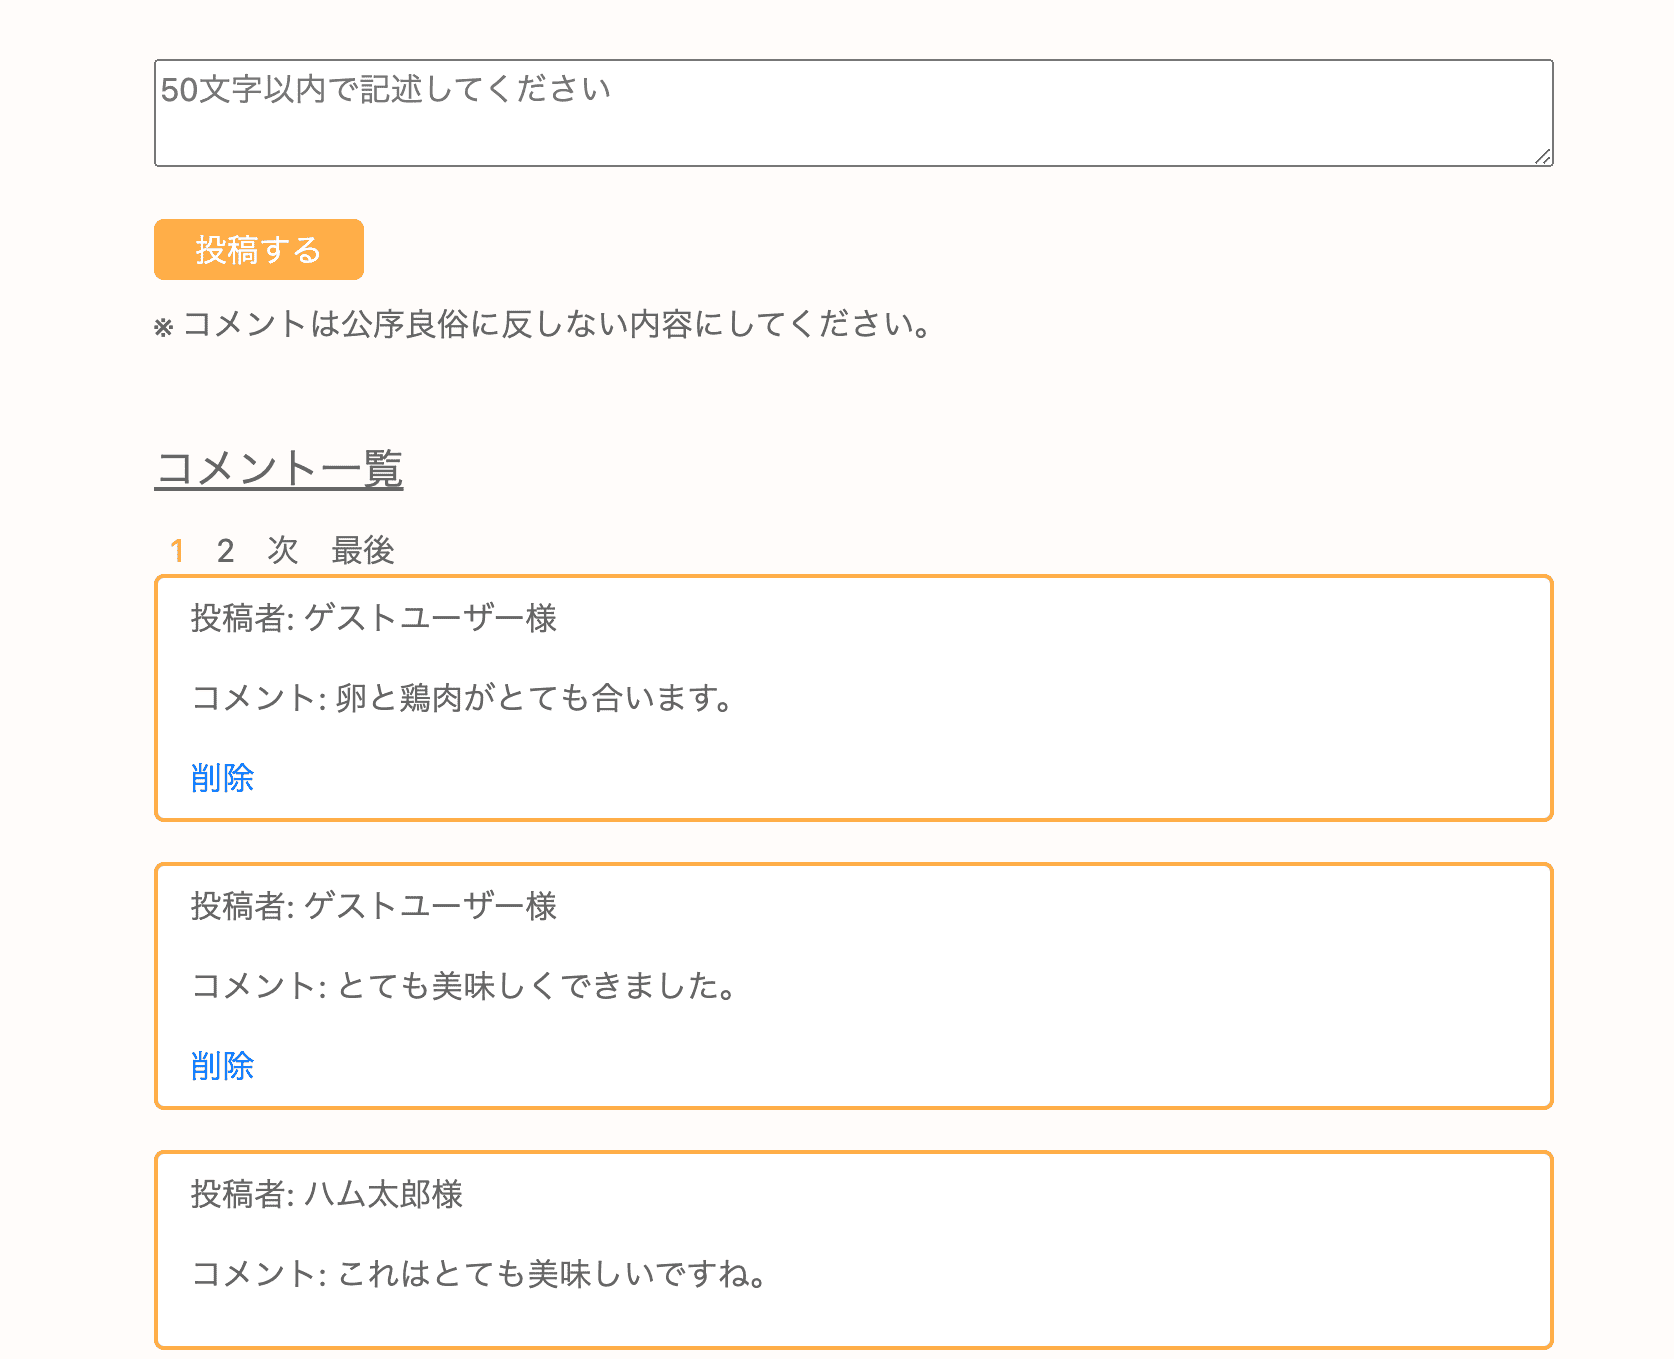 50文字以内で記述してください
投稿する
※ コメントは公序良俗に反しない内容にしてください。
コメント一覧
1 2 次 最後
投稿者: ゲストユーザー様
コメント: 卵と鶏肉がとても合います。
削除
投稿者: ゲストユーザー様
コメント: とても美味しくできました。
削除
投稿者: ハム太郎様
コメント: これはとても美味しいですね。